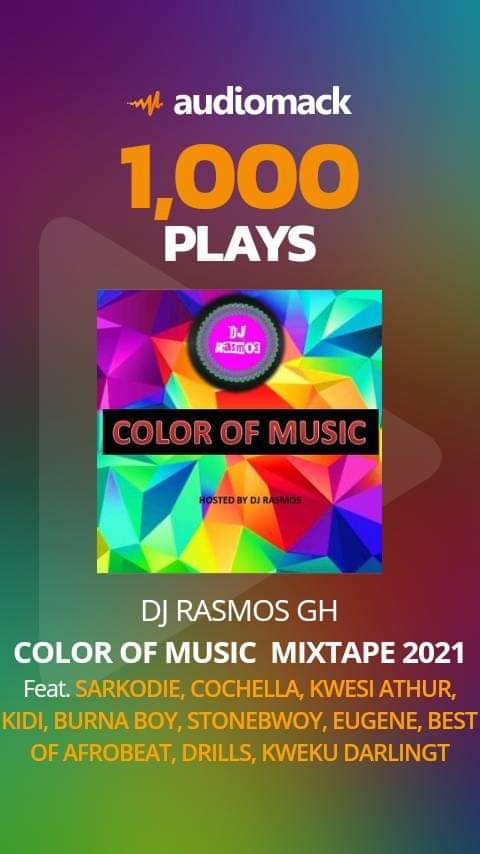 audiomack
1,000
PLAYS
DJ
RasmOS
COLOR OF MUSIC
HOSTED BY DJ RASMOS
DJ RASMOS GH
COLOR OF MUSIC  MIXTAPE 2021
Feat. SARKODIE, COCHELLA, KWESI ATHUR,
KIDI, BURNA BOY, STONEBWOY, EUGENE, BEST
OF AFROBEAT, DRILLS, KWEKU DARLINGT